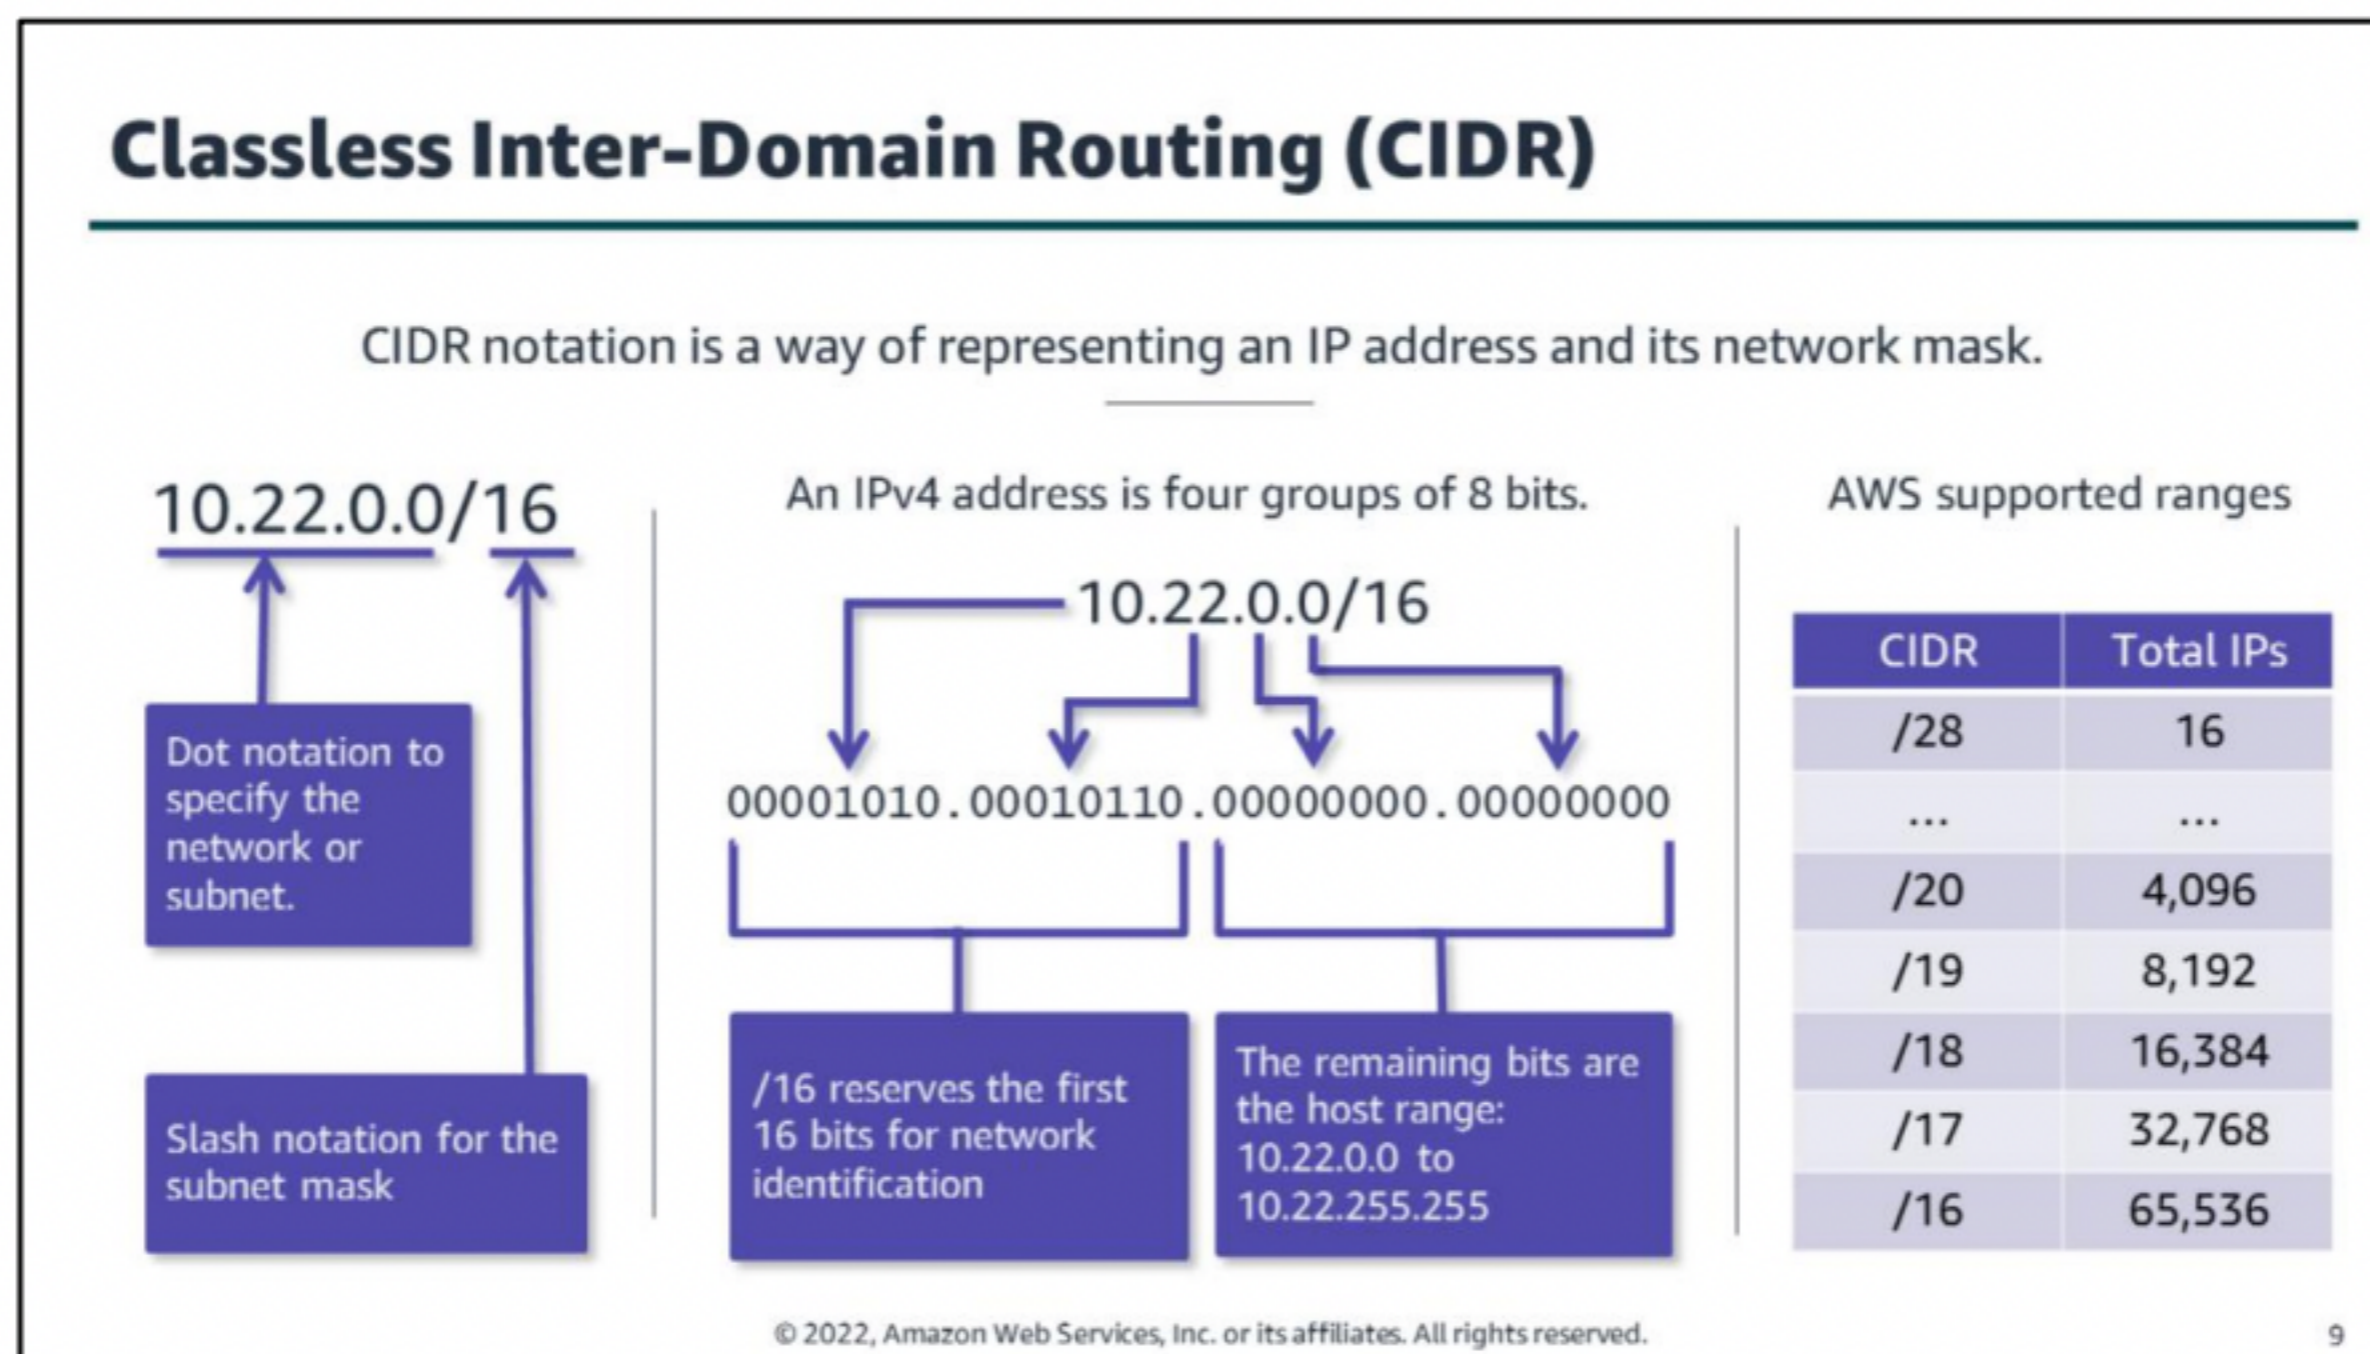 Classless Inter-Domain Routing (CIDR)
CIDR notation is a way of representing an IP address and its network mask.
10.22.0.0/16
Dot notation to
specify the
network or
subnet.
Slash notation for the
subnet mask
An IPv4 address is four groups of 8 bits.
10.22.0.0/16
00001010.00010110.00000000.00000000
/16 reserves the first
16 bits for network
identification
The remaining bits are
the host range:
10.22.0.0 to
10.22.255.255
AWS supported ranges
CIDR Total IPs
/28 16
... ...
/20 4,096
/19 8,192
/18 16,384
/17 32,768
/16 65,536
© 2022, Amazon Web Services, Inc. or its affiliates. All rights reserved.
9